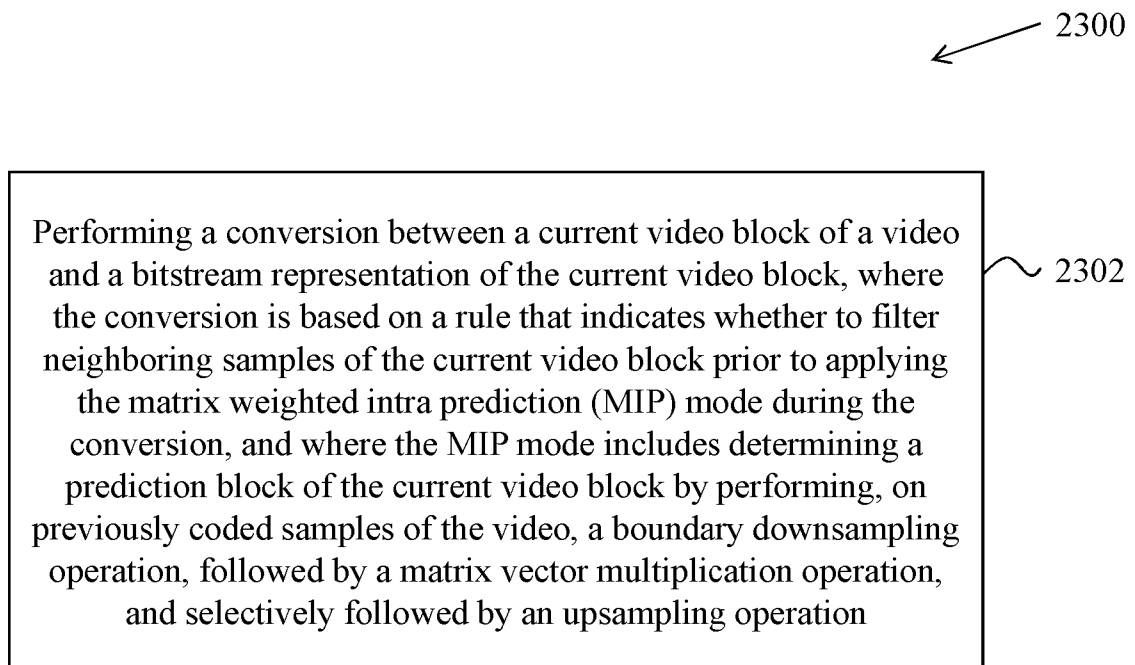 2300
Performing a conversion between a current video block of a video
and a bitstream representation of the current video block, where
2302
the conversion is based on a rule that indicates whether to filter
neighboring samples of the current video block prior to applying
the matrix weighted intra prediction (MIP) mode during the
conversion, and where the MIP mode includes determining a
prediction block of the current video block by performing, on
previously coded samples of the video, a boundary downsampling
operation, followed by a matrix vector multiplication operation,
and selectively followed by an upsampling operation